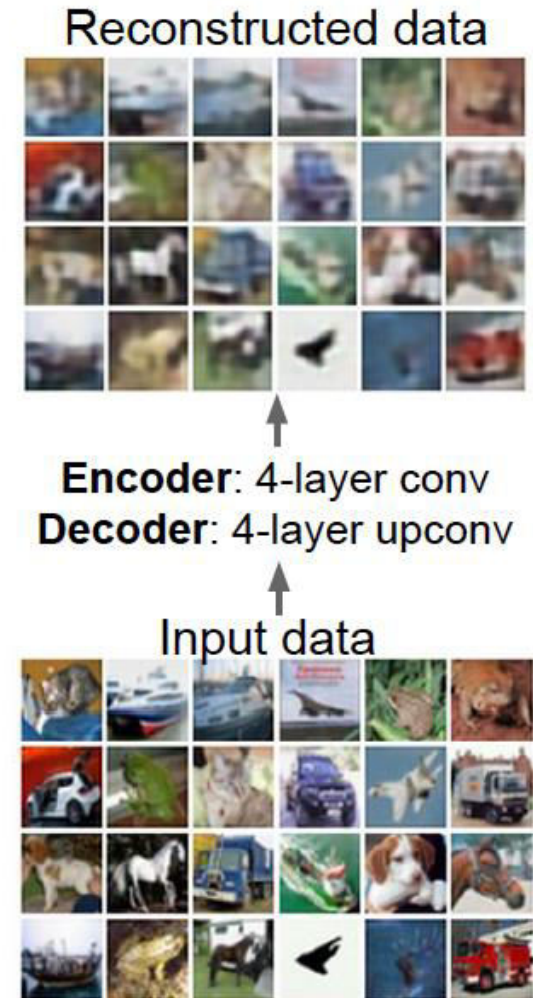 Reconstructed data
Encoder: 4-layer conv
Decoder: 4-layer upconv
Input data